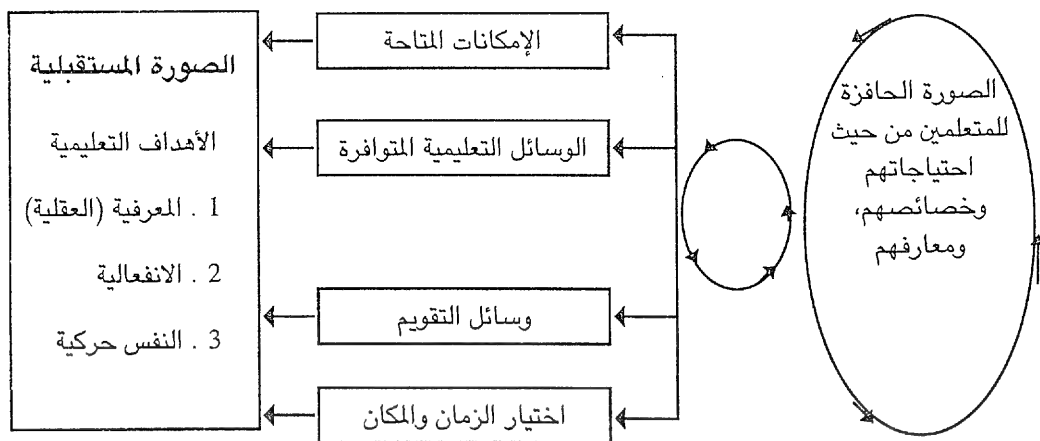 الصورة الحافزة
للمتعلمين من حيث
احتياجاتهم
وخصائصهم،
ومعارفهم
الإمكانات المتاحة
الوسائل التعليمية المتوافرة
وسائل التقويم
اختيار الزمان والمكان
الصورة المستقبلية
الأهداف التعليمية
1 . المعرفية (العقلية)
2 . الانفعالية
3 . النفس حركية